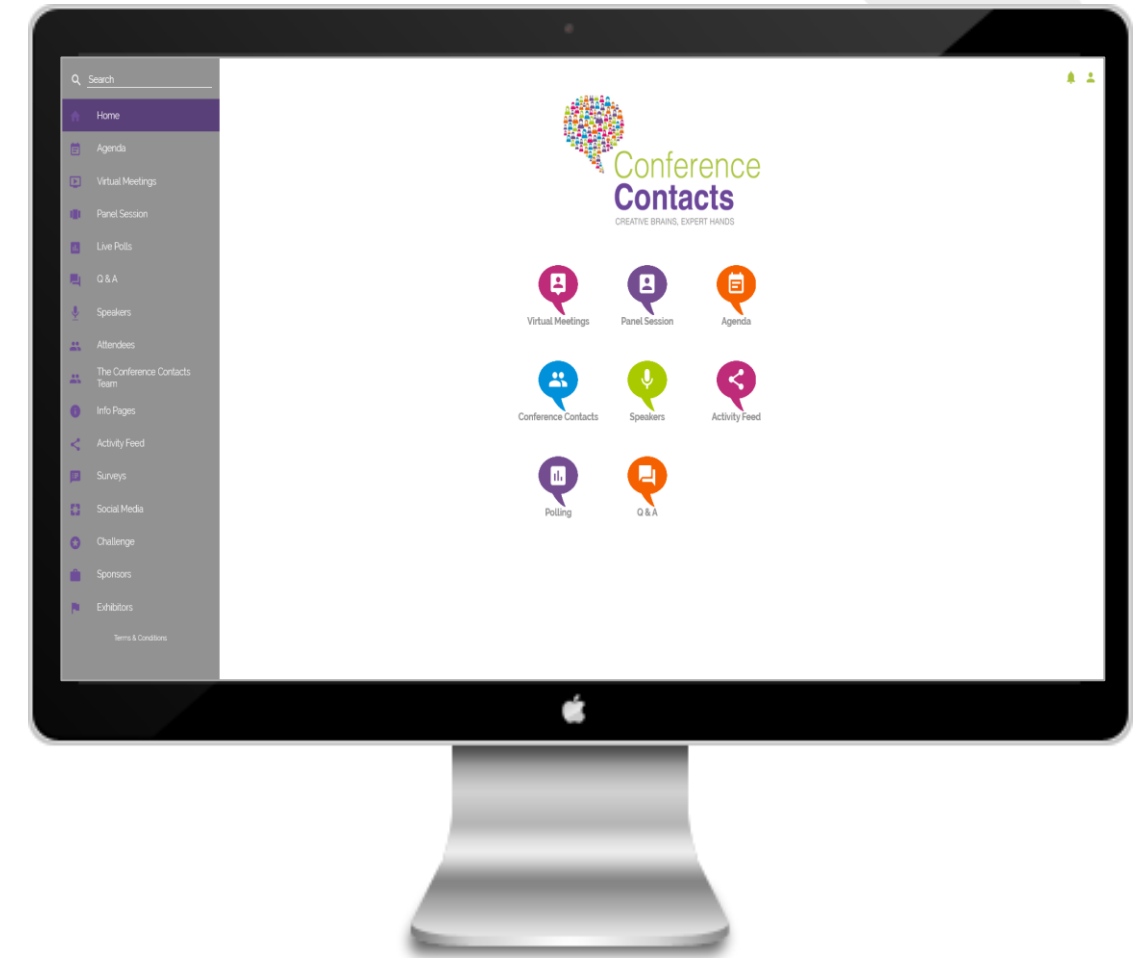 Search
Home
Agenda
Virtual Meetings
Panel Session
Live Polls
Q & A
Speakers
Attendees
The Conference Contacts
Team
Info Pages
Activity Feed
Surveys
Social Media
Challenge
Sponsors
Exhibitors
Terms & Conditions
Conference
Contacts
CREATIVE BRAINS, EXPERT HANDS
Virtual Meetings
Panel Session
Agenda
Conference Contacts
Speakers
Activity Feed
Polling
Q & A